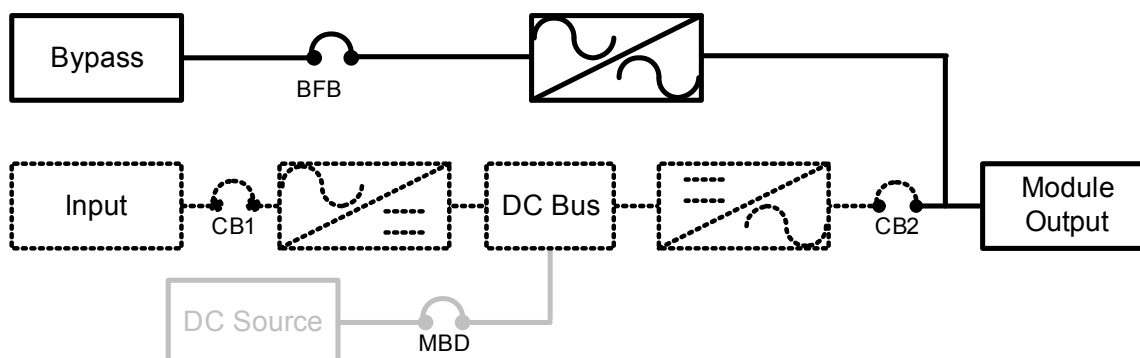 Bypass
BFB
Input
CB1
DC Bus
CB2
Module
Output
DC Source
MBD